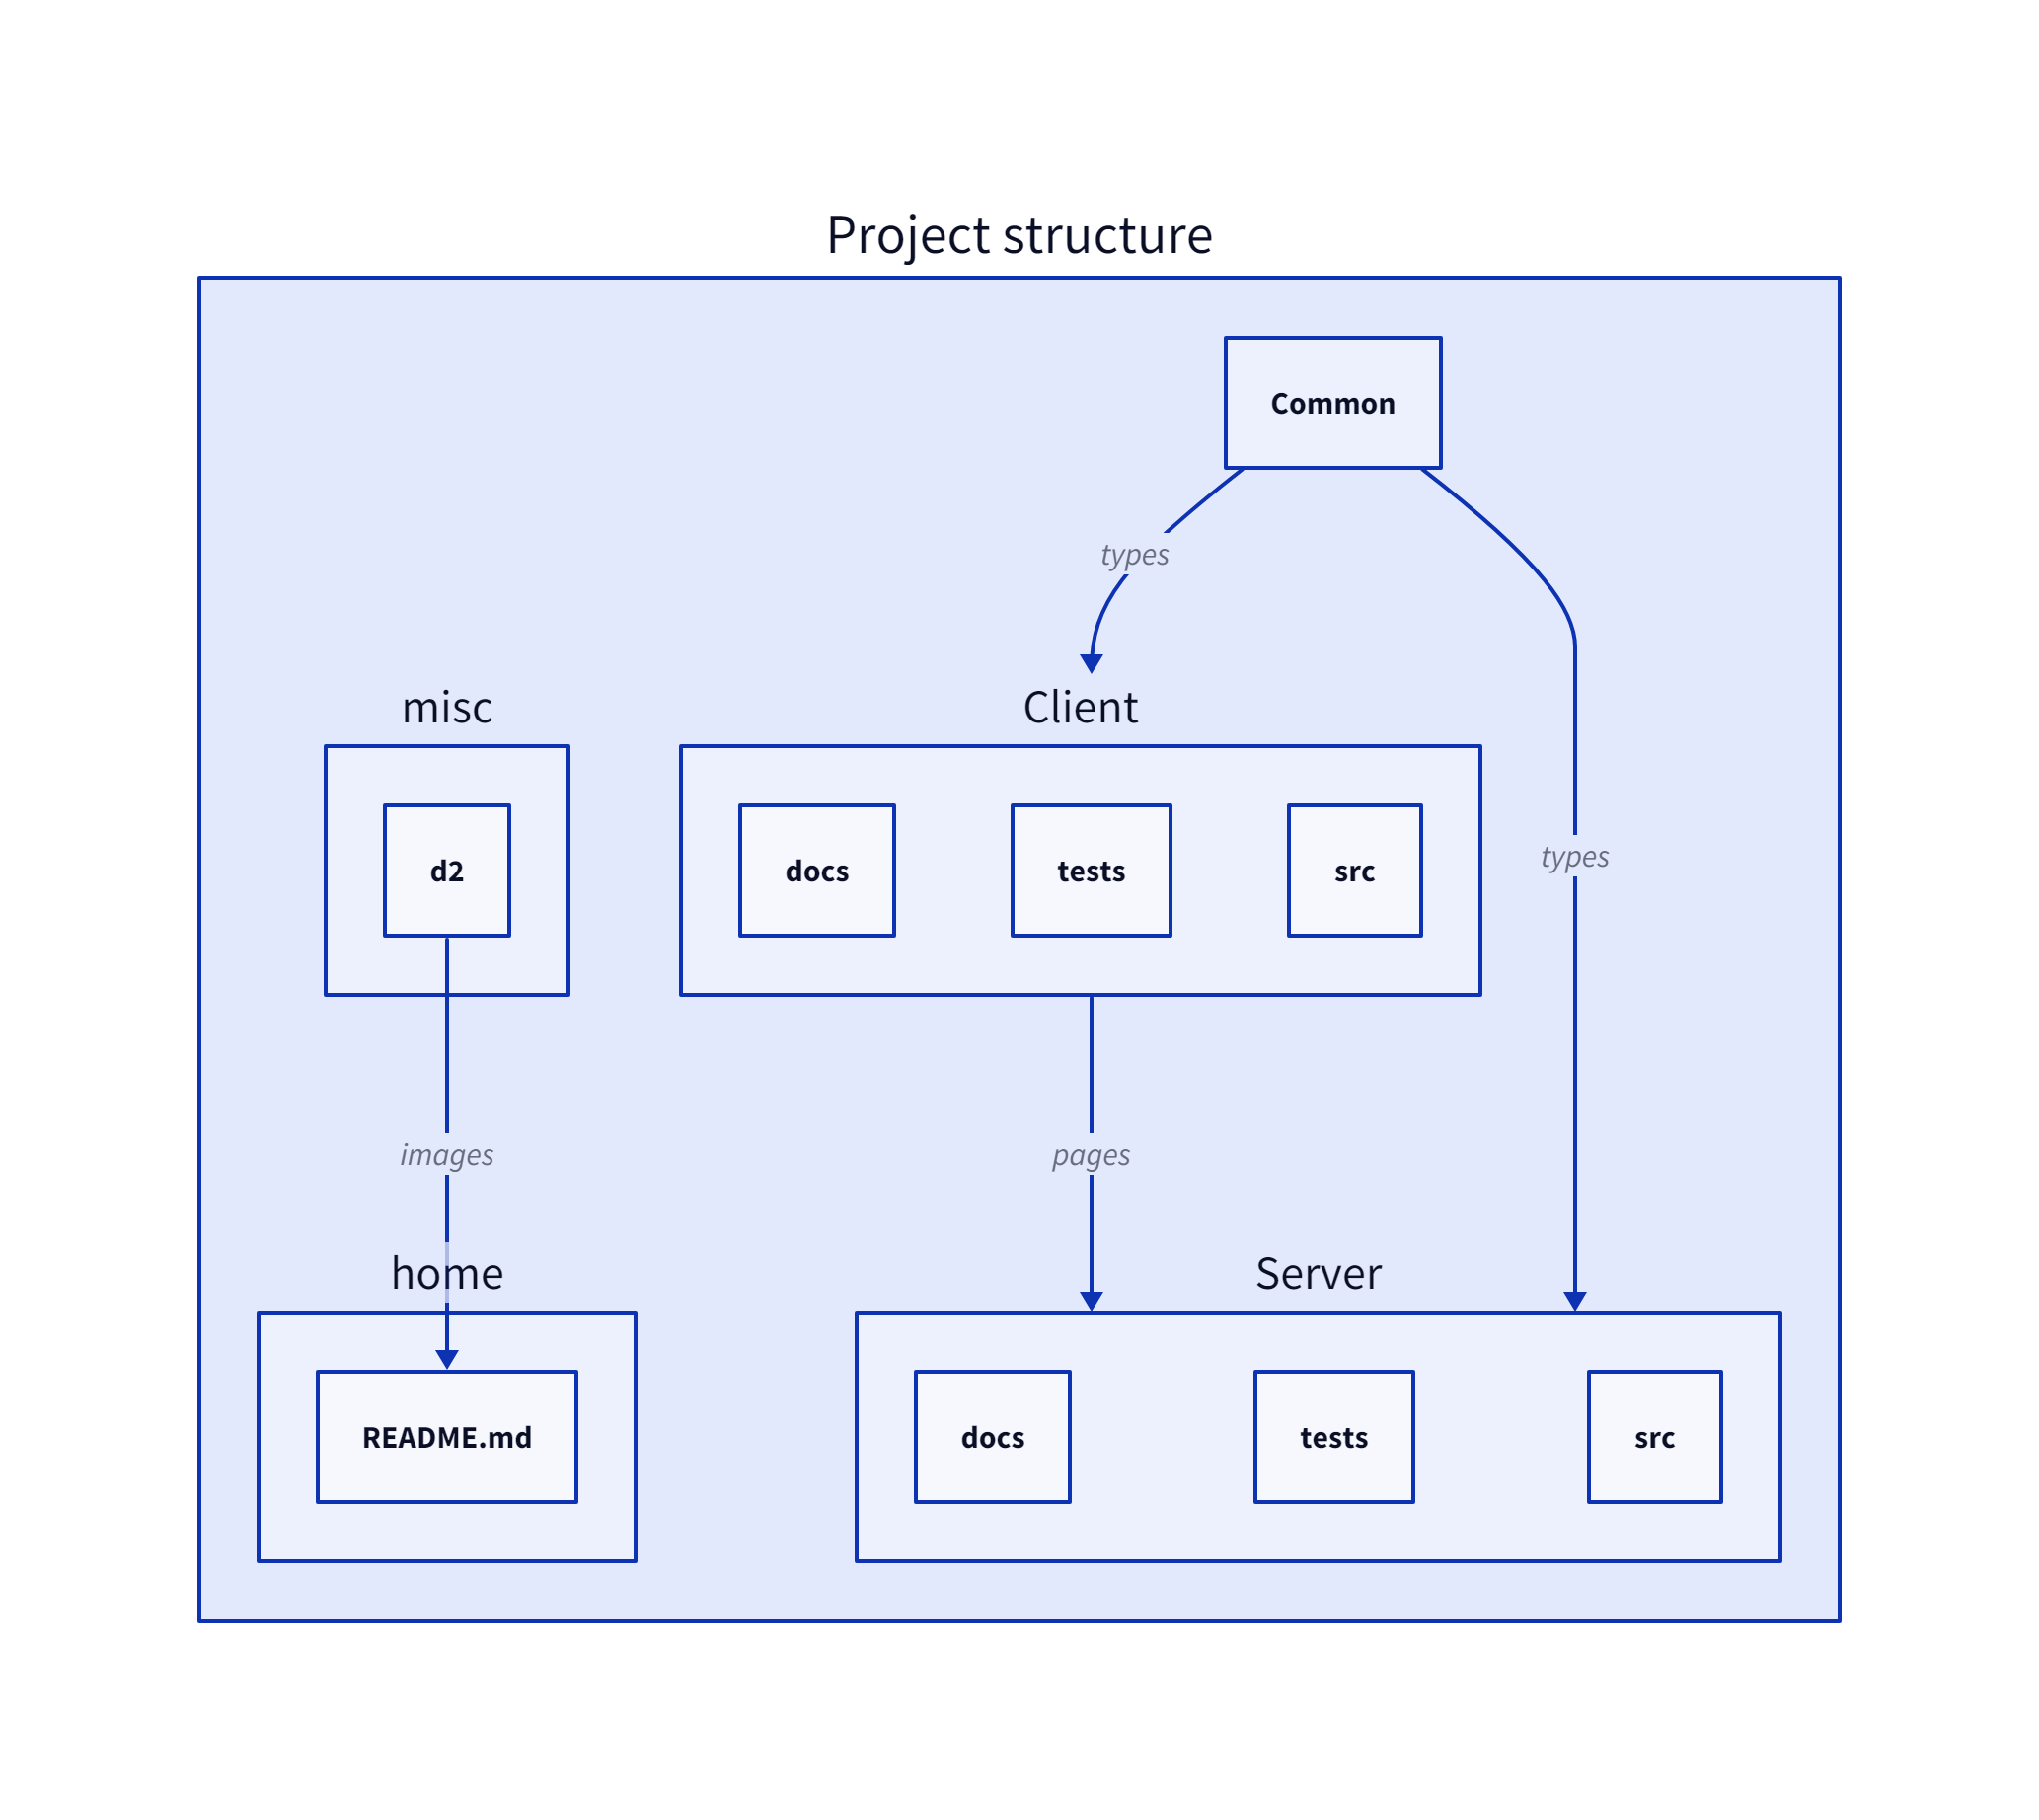 Project structure
Common
types
misc
Client
d2
docs
tests
src
types
images
pages
home
Server
README.md
docs
tests
src